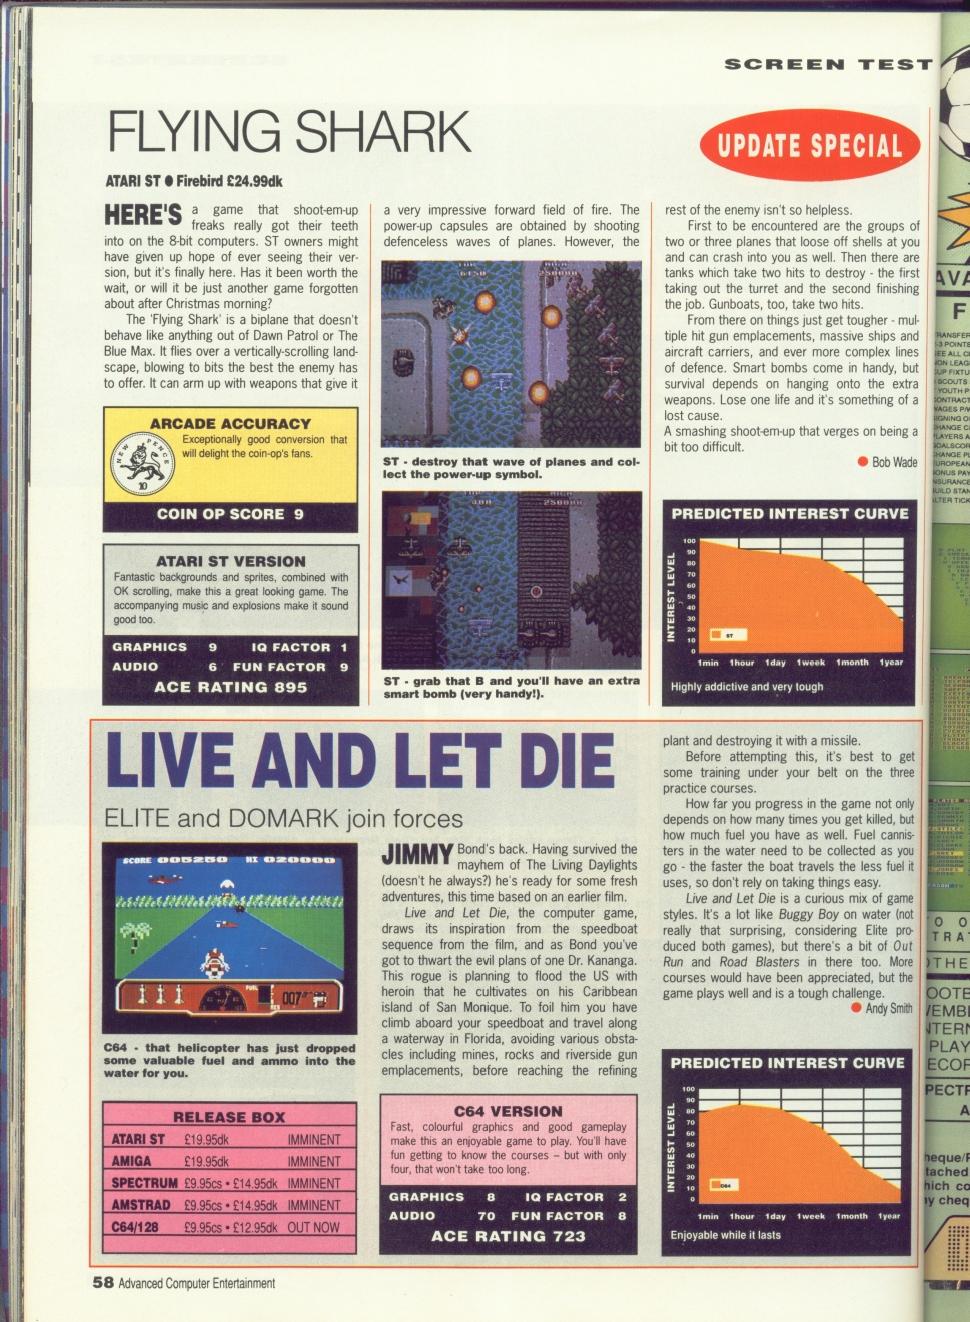 SCREEN TEST
FLYING SHARK
UPDATE SPECIAL
ATARI ST ● Firebird £24.99dk
HERE'S a game that shoot-em-up
freaks really got their teeth
into on the 8-bit computers. ST owners might
have given up hope of ever seeing their ver-
sion, but it's finally here. Has it been worth the
wait, or will it be just another game forgotten
about after Christmas morning?
The 'Flying Shark' is a biplane that doesn't
behave like anything out of Dawn Patrol or The
Blue Max. It flies over a vertically-scrolling land-
scape, blowing to bits the best the enemy has
to offer. It can arm up with weapons that give it
ARCADE ACCURACY
NEW PENCE
10
Exceptionally good conversion that
will delight the coin-op's fans.
COIN OP SCORE 9
ATARI ST VERSION
Fantastic backgrounds and sprites, combined with
OK scrolling, make this a great looking game. The
accompanying music and explosions make it sound
good too.
GRAPHICS 9 IQ FACTOR 1
AUDIO 6 FUN FACTOR 9
ACE RATING 895
a very impressive forward field of fire. The
power-up capsules are obtained by shooting
defenceless waves of planes. However, the
HIGH
6150 250000
ST - destroy that wave of planes and col-
lect the power-up symbol.
HIGH
250000
ST - grab that B and you'll have an extra
smart bomb (very handy!).
rest of the enemy isn't so helpless.
First to be encountered are the groups of
two or three planes that loose off shells at you
and can crash into you as well. Then there are
tanks which take two hits to destroy - the first
taking out the turret and the second finishing
the job. Gunboats, too, take two hits.
From there on things just get tougher - mul-
tiple hit gun emplacements, massive ships and
aircraft carriers, and ever more complex lines
of defence. Smart bombs come in handy, but
survival depends on hanging onto the extra
weapons. Lose one life and it's something of a
lost cause.
A smashing shoot-em-up that verges on being a
bit too difficult.
● Bob Wade
PREDICTED INTEREST CURVE
INTEREST LEVEL
100
90
80
70
60
50
40
30
20
10
0
ST
1min 1hour 1day 1week 1month 1year
Highly addictive and very tough
LIVE AND LET DIE
ELITE and DOMARK join forces
SCORE 005250 HI 020000
FUEL
007
C64 - that helicopter has just dropped
some valuable fuel and ammo into the
water for you.
RELEASE BOX
ATARI ST £19.95dk IMMINENT
AMIGA £19.95dk IMMINENT
SPECTRUM £9.95cs • £14.95dk IMMINENT
AMSTRAD £9.95cs • £14.95dk IMMINENT
C64/128 £9.95cs • £12.95dk OUT NOW
JIMMY Bond's back. Having survived the
mayhem of The Living Daylights
(doesn't he always?) he's ready for some fresh
adventures, this time based on an earlier film.
Live and Let Die, the computer game,
draws its inspiration from the speedboat
sequence from the film, and as Bond you've
got to thwart the evil plans of one Dr. Kananga.
This rogue is planning to flood the US with
heroin that he cultivates on his Caribbean
island of San Monique. To foil him you have
climb aboard your speedboat and travel along
a waterway in Florida, avoiding various obsta-
cles including mines, rocks and riverside gun
emplacements, before reaching the refining
C64 VERSION
Fast, colourful graphics and good gameplay
make this an enjoyable game to play. You'll have
fun getting to know the courses – but with only
four, that won't take too long.
GRAPHICS 8 IQ FACTOR 2
AUDIO 70 FUN FACTOR 8
ACE RATING 723
plant and destroying it with a missile.
Before attempting this, it's best to get
some training under your belt on the three
practice courses.
How far you progress in the game not only
depends on how many times you get killed, but
how much fuel you have as well. Fuel cannis-
ters in the water need to be collected as you
go - the faster the boat travels the less fuel it
uses, so don't rely on taking things easy.
Live and Let Die is a curious mix of game
styles. It's a lot like Buggy Boy on water (not
really that surprising, considering Elite pro-
duced both games), but there's a bit of Out
Run and Road Blasters in there too. More
courses would have been appreciated, but the
game plays well and is a tough challenge.
● Andy Smith
PREDICTED INTEREST CURVE
INTEREST LEVEL
100
90
80
70
60
50
40
30
20
10
0
C64
1min 1hour 1day 1week 1month 1year
Enjoyable while it lasts
58 Advanced Computer Entertainment